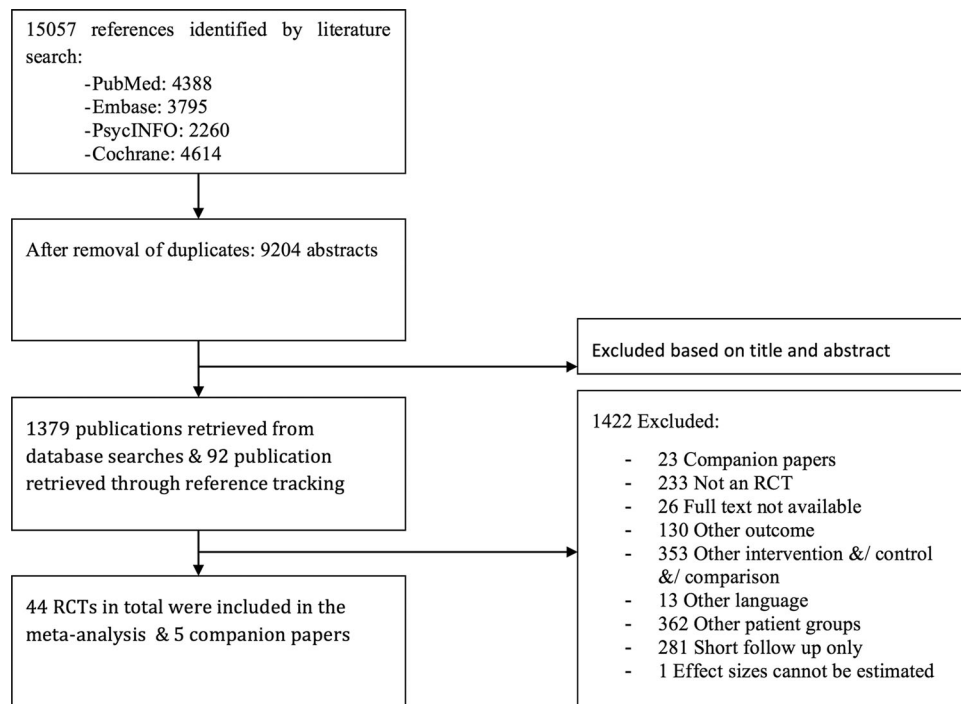 15057 references identified by literature
search:
-PubMed: 4388
-Embase: 3795
-PsycINFO: 2260
-Cochrane: 4614
After removal of duplicates: 9204 abstracts
Excluded based on title and abstract
1379 publications retrieved from
database searches & 92 publication
retrieved through reference tracking
1422 Excluded:
- 23 Companion papers
- 233 Not an RCT
- 26 Full text not available
- 130 Other outcome
- 353 Other intervention &/ control
&/ comparison
- 13 Other language
- 362 Other patient groups
- 281 Short follow up only
- 1 Effect sizes cannot be estimated
44 RCTs in total were included in the
meta-analysis & 5 companion papers